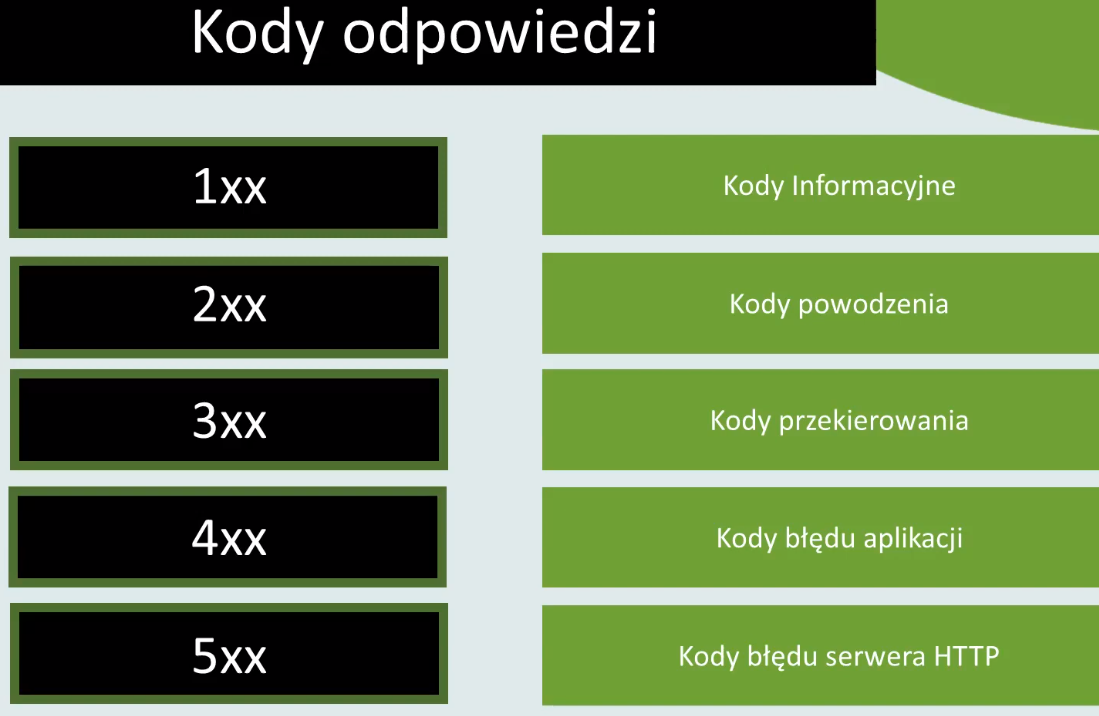 Kody odpowiedzi
1xx
Kody Informacyjne
2xx
Kody powodzenia
3xx
Kody przekierowania
4xx
Kody błędu aplikacji
5xx
Kody błędu serwera HTTP